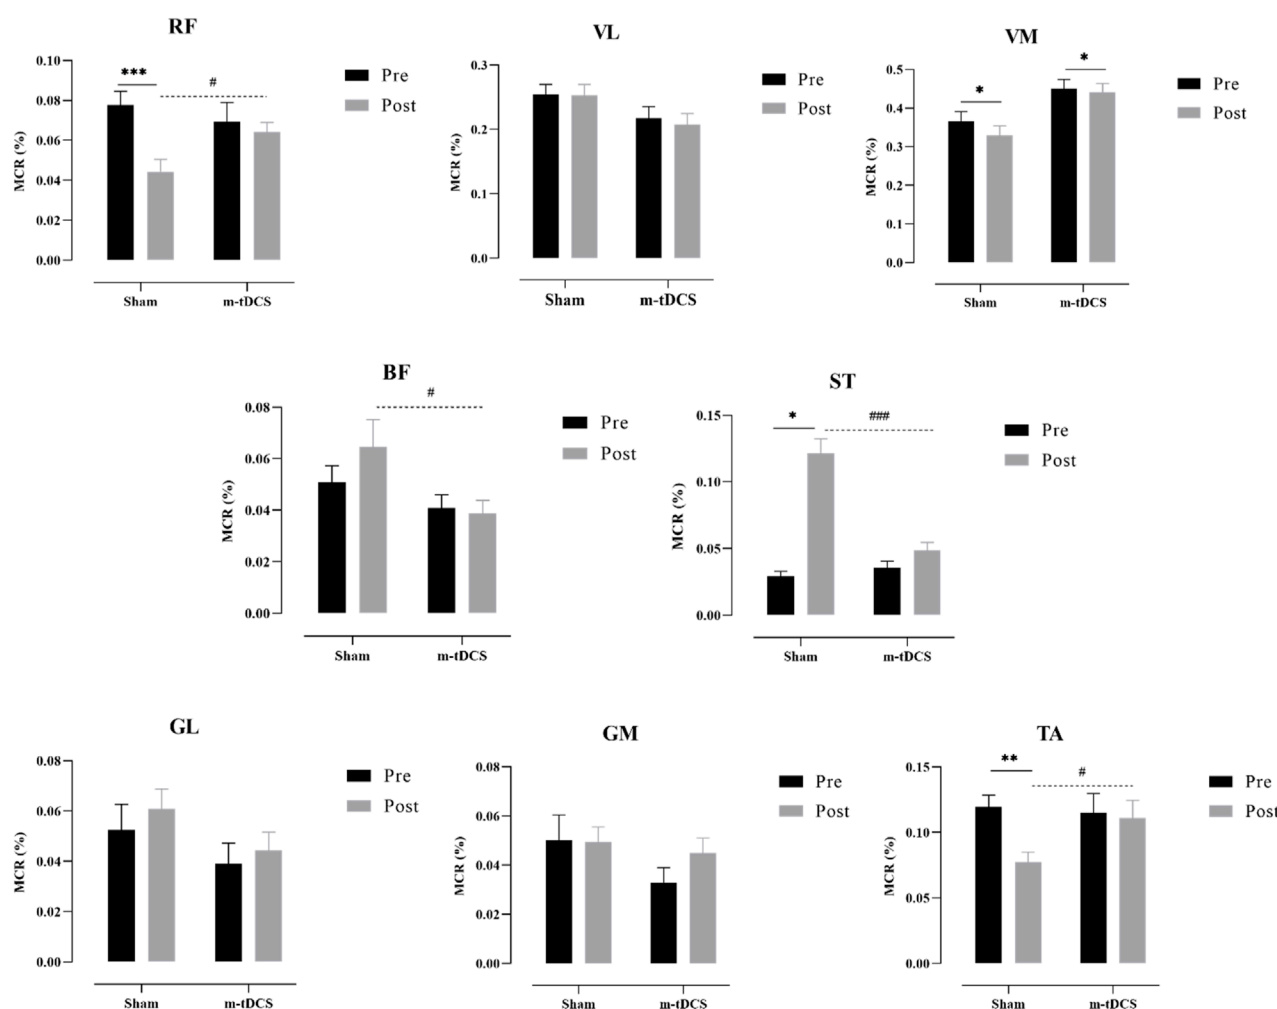 RF
0.10
0.08
0.06
0.04
0.02
0.00
MCR (%)
***
#
Pre
Post
Sham
m-tDCS
VL
0.3
0.2
0.1
0.0
MCR (%)
Pre
Post
Sham
m-tDCS
VM
0.5
0.4
0.3
0.2
0.1
0.0
MCR (%)
*
*
Pre
Post
Sham
m-tDCS
BF
0.08
0.06
0.04
0.02
0.00
MCR (%)
#
Pre
Post
Sham
m-tDCS
ST
0.15
0.10
0.05
0.00
MCR (%)
*
###
Pre
Post
Sham
m-tDCS
GL
0.08
0.06
0.04
0.02
0.00
MCR (%)
Pre
Post
Sham
m-tDCS
GM
0.08
0.06
0.04
0.02
0.00
MCR (%)
Pre
Post
Sham
m-tDCS
TA
0.15
0.10
0.05
0.00
MCR (%)
**
#
Pre
Post
Sham
m-tDCS